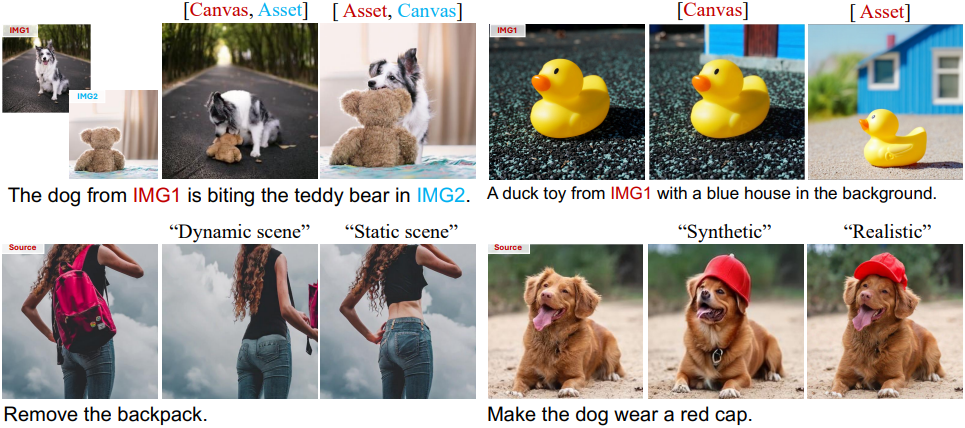 [Canvas, Asset] [ Asset, Canvas]
IMG1
IMG2
The dog from IMG1 is biting the teddy bear in IMG2.
[Canvas] [ Asset]
IMG1
A duck toy from IMG1 with a blue house in the background.
“Dynamic scene” “Static scene”
Source
Remove the backpack.
“Synthetic” “Realistic”
Source
Make the dog wear a red cap.